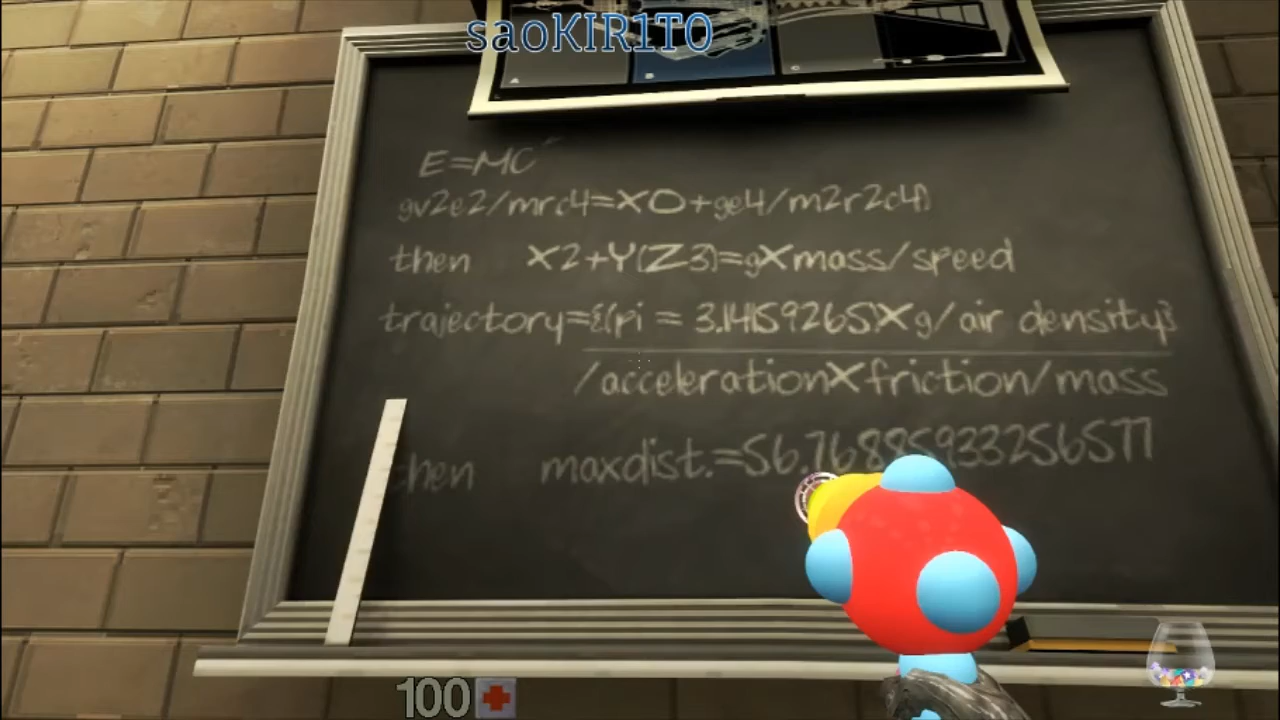 saoKIR1TO
A B C
E=MC
gv2e2/mrc4=XO+ge4/m2r2c4)
then X2+Y(Z3)=gXmass/speed
trajectory={(pi = 3.14159265)X g/air density}
/accelerationXfriction/mass
then maxdist.=56.76885933256577
100